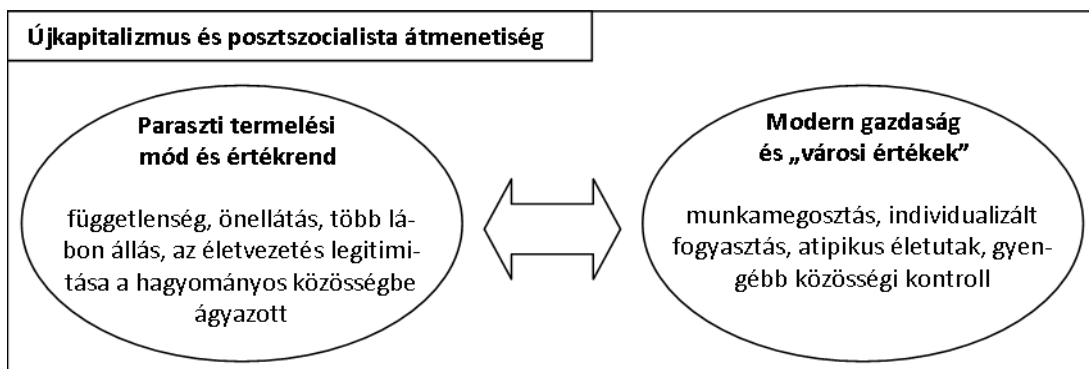 Újkapitalizmus és posztszocialista átmenetiség
Paraszti termelési
mód és értékrend
függetlenség, önellátás, több lá-
bon állás, az életvezetés legitimi-
tása a hagyományos közösségbe
ágyazott
Modern gazdaság
és „városi értékek”
munkamegosztás, individualizált
fogyasztás, atipikus életutak, gyen-
gébb közösségi kontroll